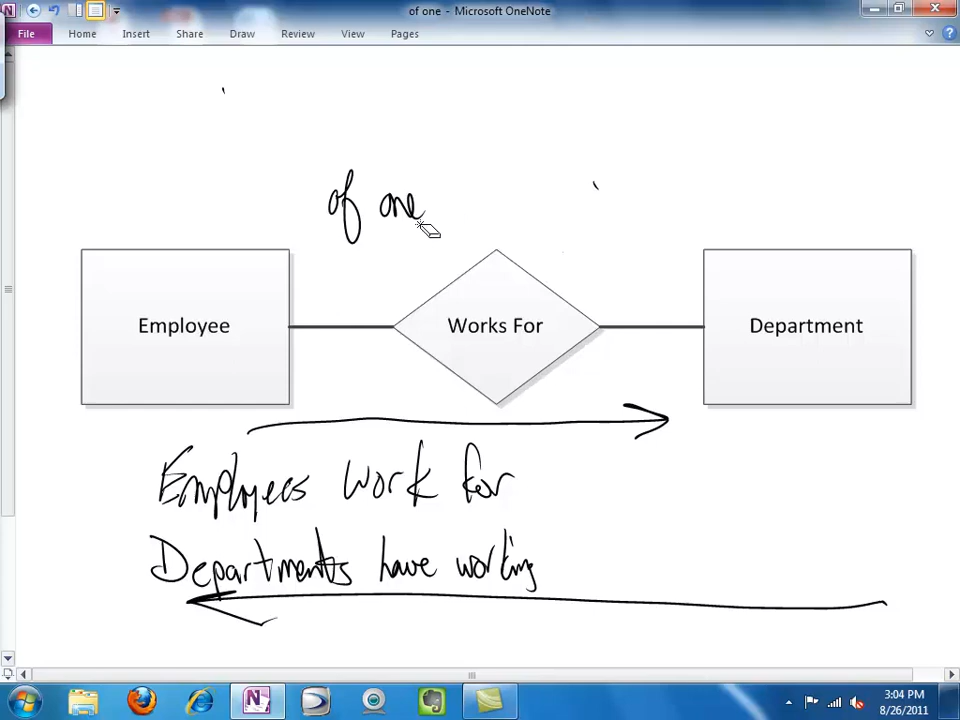 of one - Microsoft OneNote
File Home Insert Share Draw Review View Pages
of one
Employee Works For Department
Employees work for
Departments have working
3:04 PM
8/26/2011